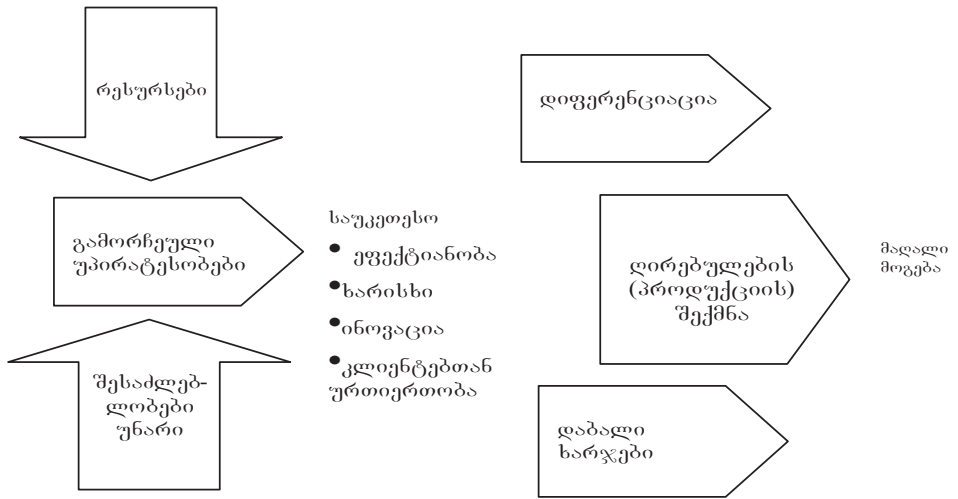 რესურსები
გამორჩეული
უპირატესობები
შესაძლებ-
ლობები
უნარი
საუკეთესო
• ეფექტიანობა
•ხარისხი
•ინოვაცია
•კლიენტებთან
ურთიერთობა
დიფერენციაცია
ღირებულების
(პროდუქციის)
შექმნა
დაბალი
ხარჯები
მაღალი
მოგება